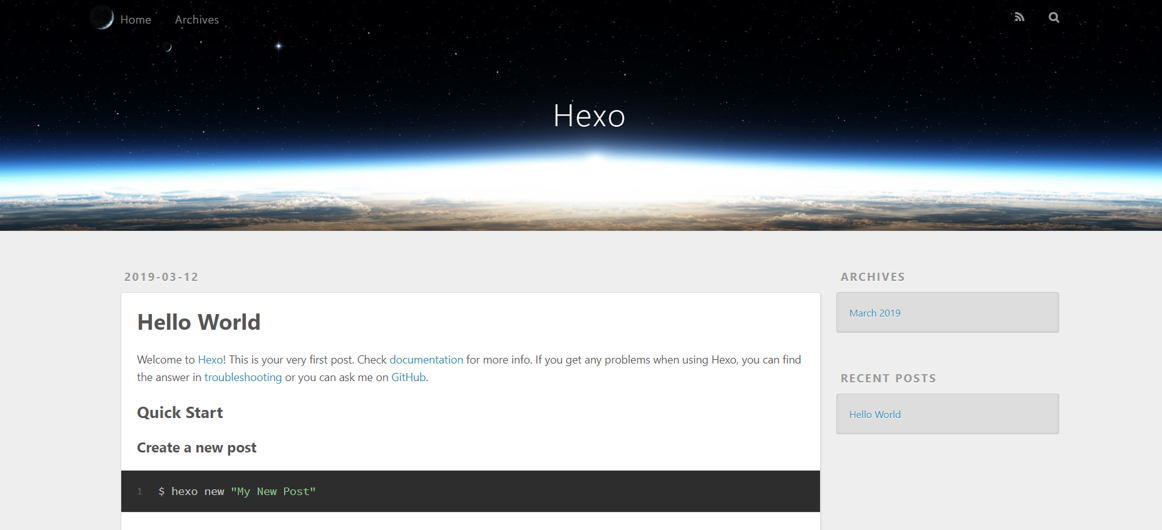 Home Archives
Hexo
2019-03-12
Hello World
Welcome to Hexo! This is your very first post. Check documentation for more info. If you get any problems when using Hexo, you can find
the answer in troubleshooting or you can ask me on GitHub.
Quick Start
Create a new post
1 $ hexo new "My New Post"
ARCHIVES
March 2019
RECENT POSTS
Hello World